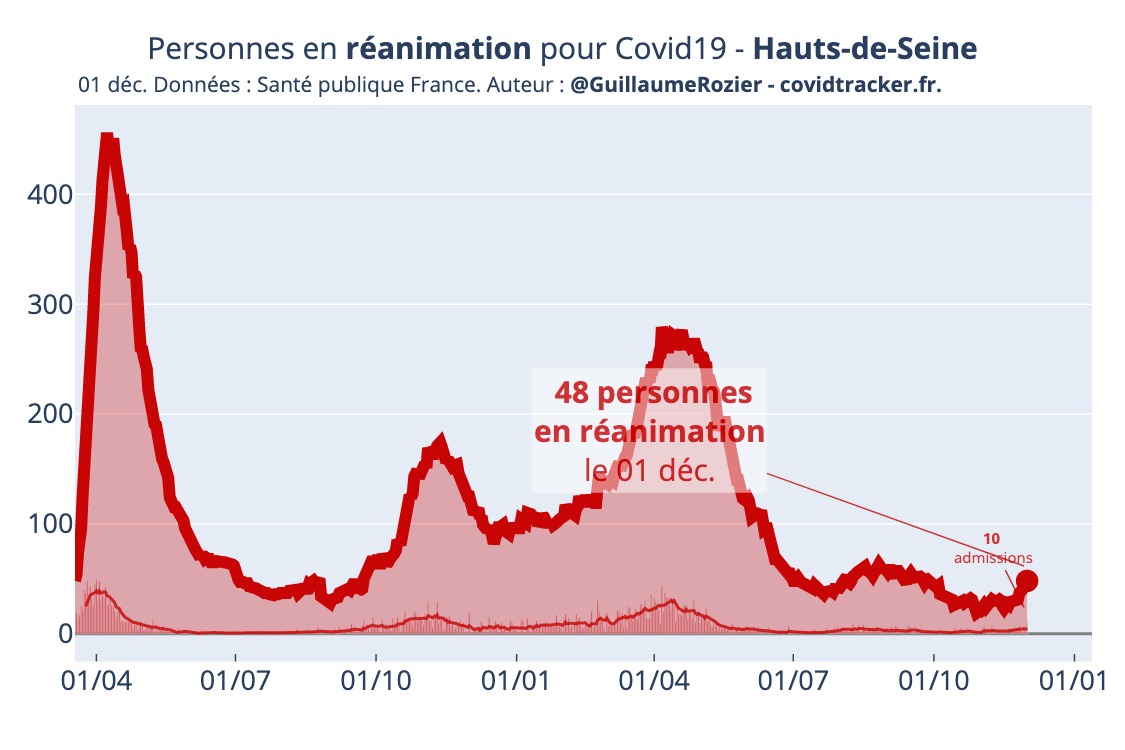 Personnes en réanimation pour Covid19 - Hauts-de-Seine
01 déc. Données : Santé publique France. Auteur : @GuillaumeRozier - covidtracker.fr.
400
300
200
100
0
48 personnes
en réanimation
le 01 déc.
10
admissions
01/04 01/07 01/10 01/01 01/04 01/07 01/10 01/01